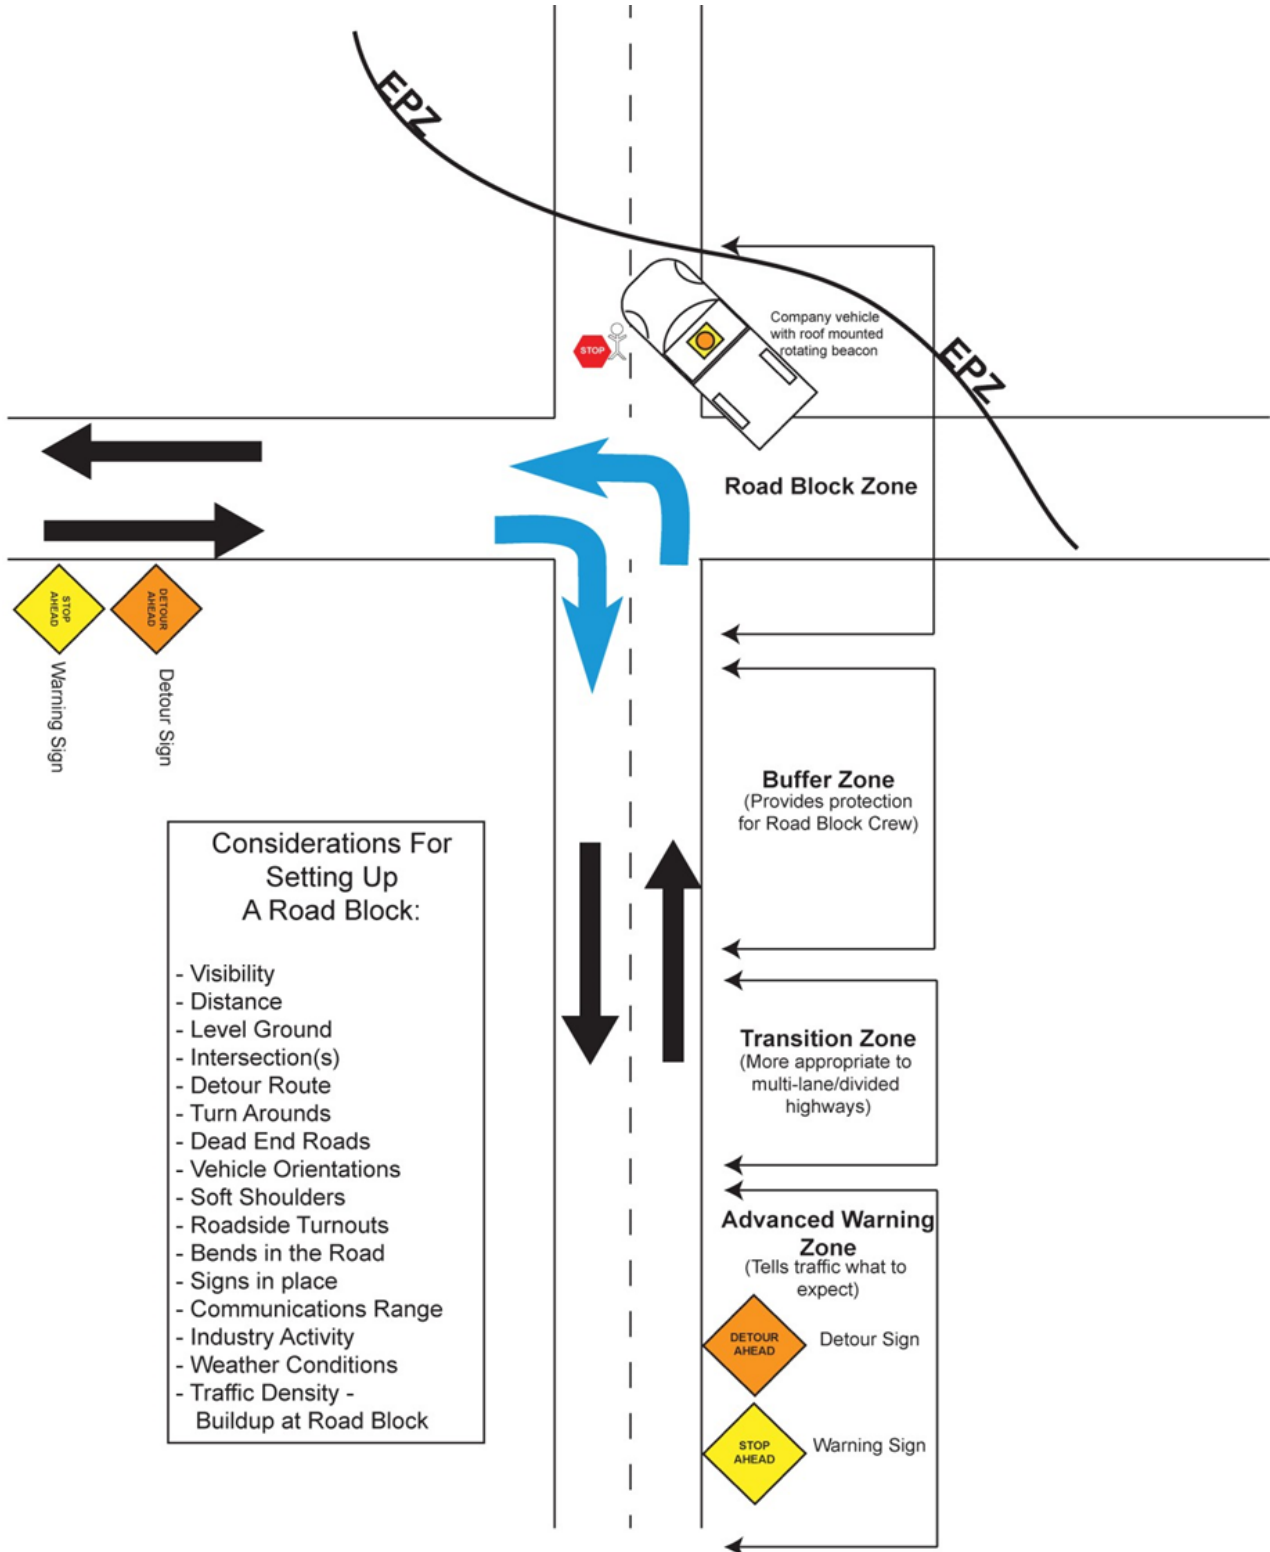 EPZ
Company vehicle
with roof mounted
rotating beacon
EPZ
STOP
Road Block Zone
STOP
AHEAD
DETOUR
AHEAD
Warning Sign
Detour Sign
Buffer Zone
(Provides protection
for Road Block Crew)
Considerations For
Setting Up
A Road Block:
- Visibility
- Distance
- Level Ground
- Intersection(s)
- Detour Route
- Turn Arounds
- Dead End Roads
- Vehicle Orientations
- Soft Shoulders
- Roadside Turnouts
- Bends in the Road
- Signs in place
- Communications Range
- Industry Activity
- Weather Conditions
- Traffic Density -
Buildup at Road Block
Transition Zone
(More appropriate to
multi-lane/divided
highways)
Advanced Warning
Zone
(Tells traffic what to
expect)
DETOUR
AHEAD
Detour Sign
STOP
AHEAD
Warning Sign